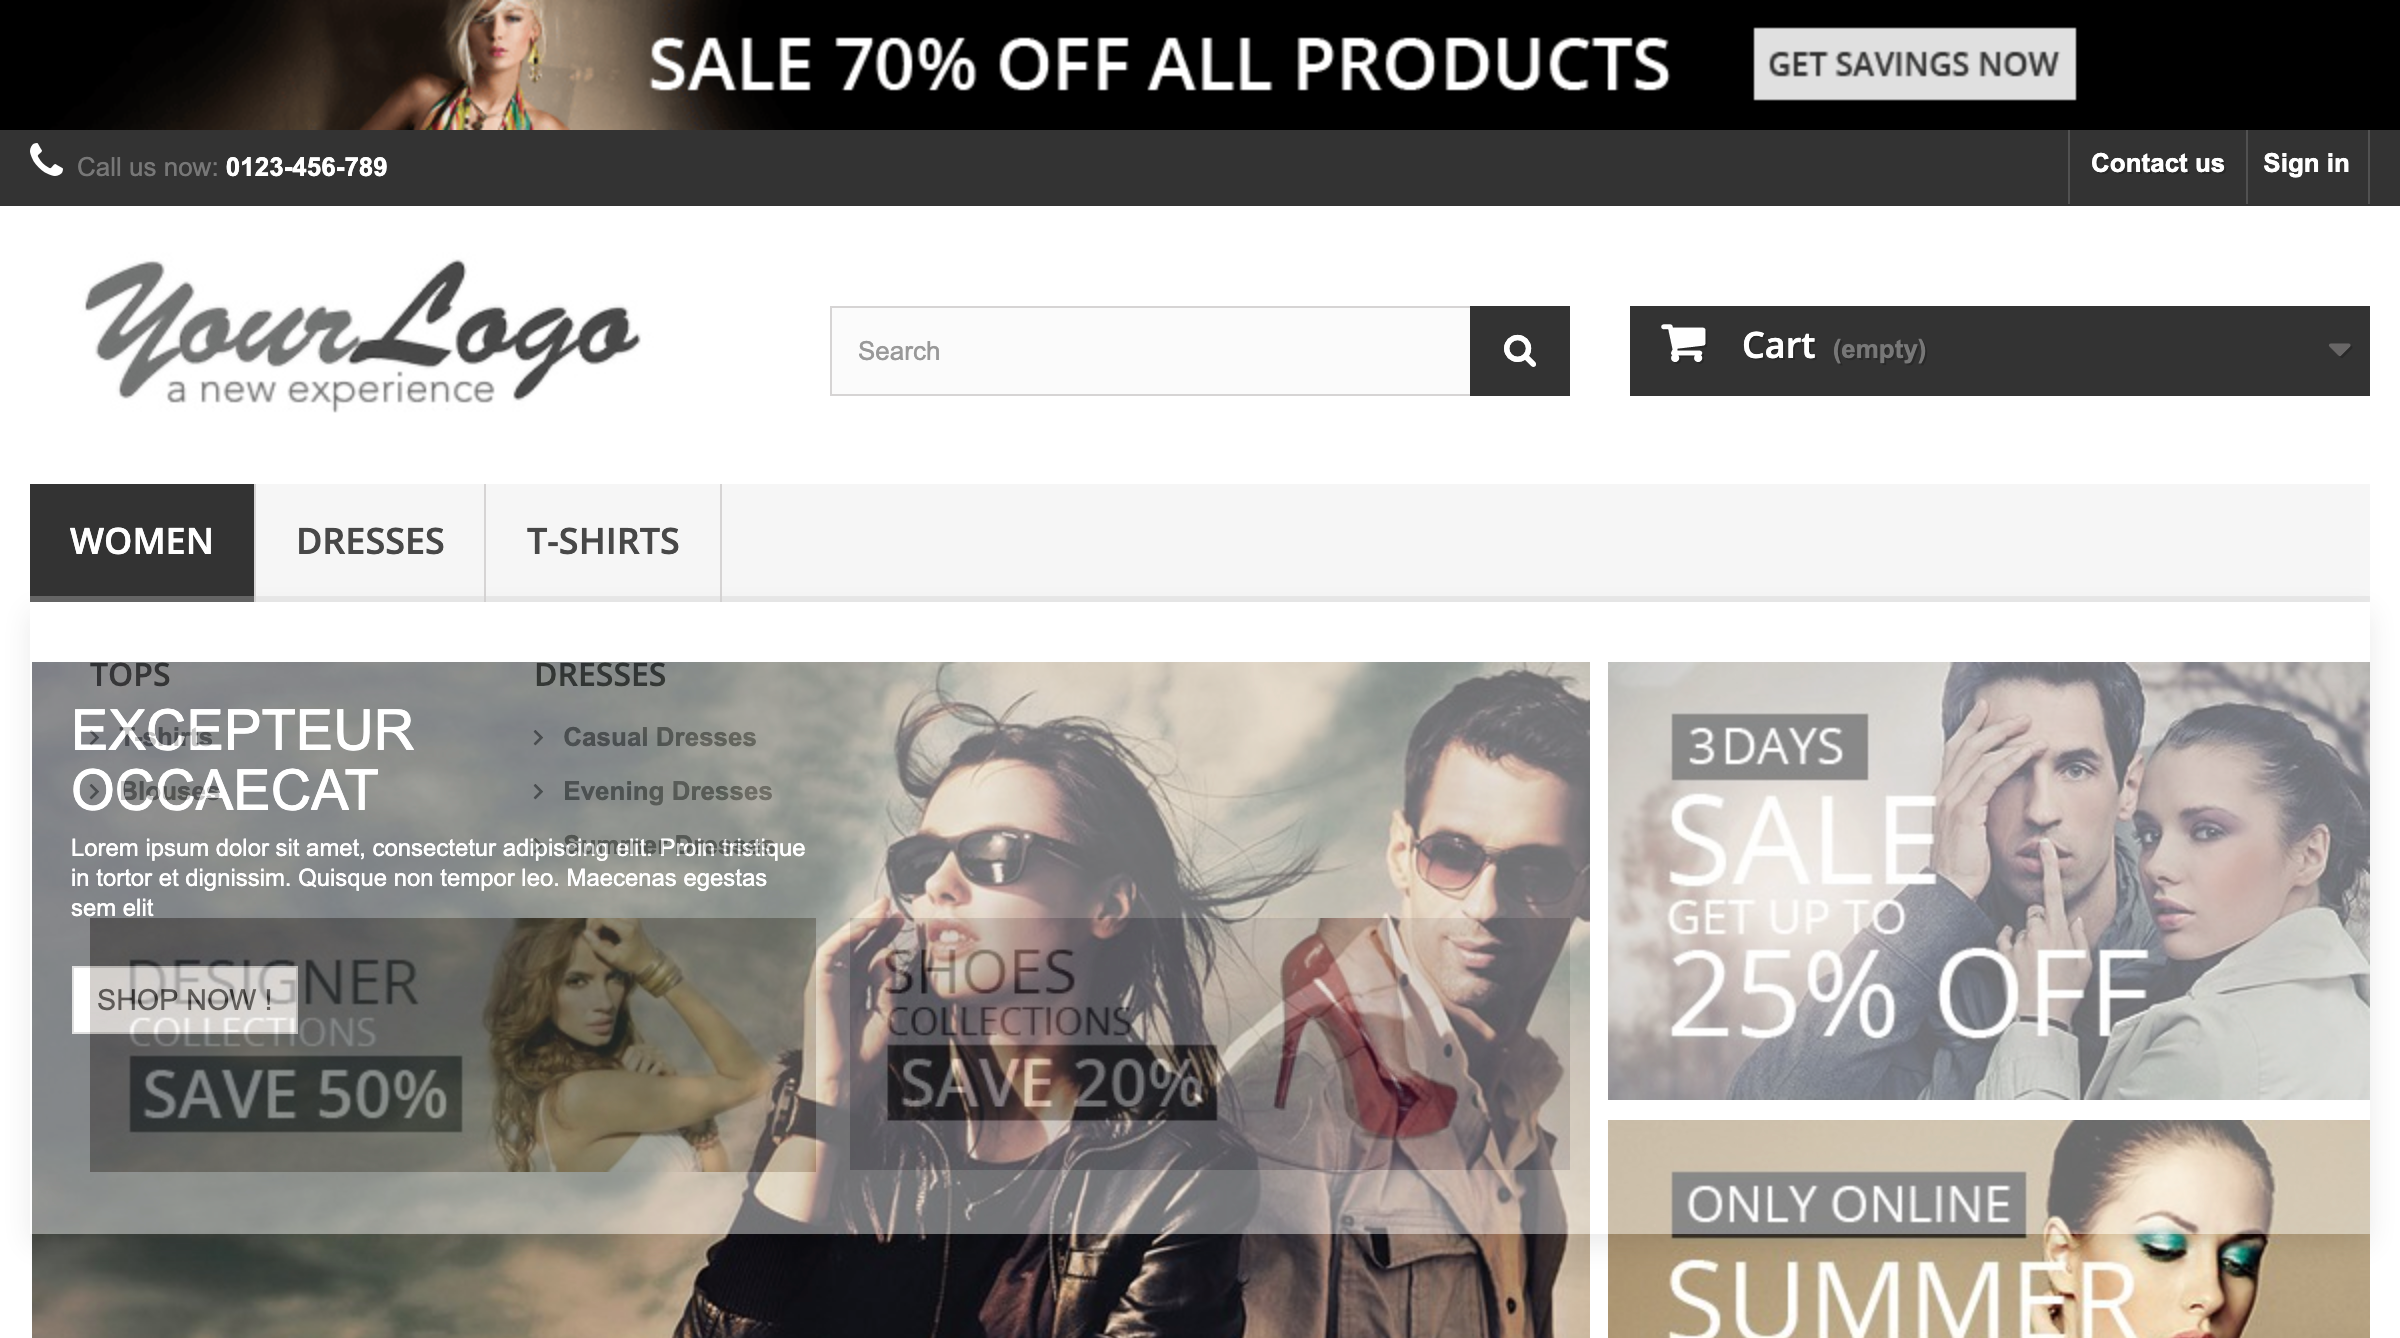 SALE 70% OFF ALL PRODUCTS
GET SAVINGS NOW
Call us now: 0123-456-789
Contact us
Sign in
YourLogo
a new experience
Search
Cart (empty)
WOMEN
DRESSES
T-SHIRTS
TOPS
T-shirts
Blouses
DRESSES
Casual Dresses
Evening Dresses
Summer Dresses
EXCEPTEUR
OCCAECAT
Lorem ipsum dolor sit amet, consectetur adipiscing elit. Proin tristique
in tortor et dignissim. Quisque non tempor leo. Maecenas egestas
sem elit
SHOP NOW !
DESIGNER
COLLECTIONS
SAVE 50%
SHOES
COLLECTIONS
SAVE 20%
3 DAYS
SALE
GET UP TO
25% OFF
ONLY ONLINE
SUMMER